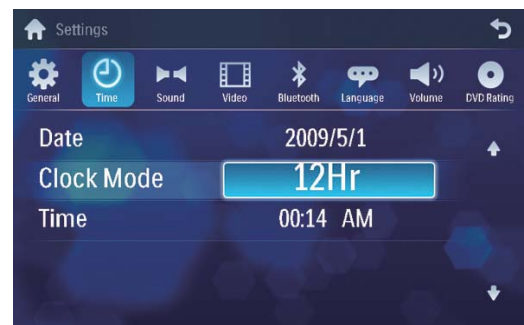 Settings
General Time Sound Video Bluetooth Language Volume DVD Rating
Date 2009/5/1
Clock Mode 12Hr
Time 00:14 AM